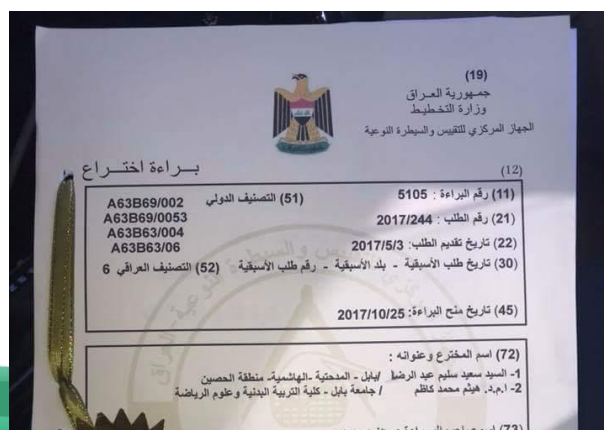 (19)
جمهورية العراق
وزارة التخطيط
الجهاز المركزي للتقييس والسيطرة النوعية
(12)
براءة اختراع
(11) رقم البراءة : 5105
(51) التصنيف الدولي A63B69/002
(21) رقم الطلب : 2017/244
A63B69/0053
A63B63/004
(22) تاريخ تقديم الطلب: 2017/5/3
A63B63/06
(30) تاريخ طلب الأسبقية - بلد الأسبقية - رقم طلب الأسبقية (52) التصنيف العراقي 6
(45) تاريخ منح البراءة: 2017/10/25
(72) اسم المخترع وعنوانه :
1- السيد سعيد سليم عبد الرضا /بابل - المدحتية -الهاشمية- منطقة الحصين
2- ا.م.د. هيثم محمد كاظم / جامعة بابل - كلية التربية البدنية وعلوم الرياضة
(73)